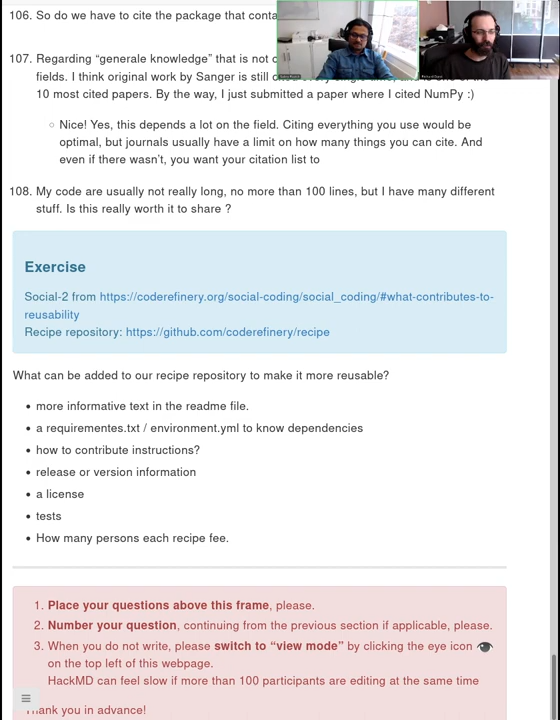 106. So do we have to cite the package that conta
107. Regarding “generale knowledge” that is not c
fields. I think original work by Sanger is still
10 most cited papers. By the way, I just submitted a paper where I cited NumPy :)
Nice! Yes, this depends a lot on the field. Citing everything you use would be
optimal, but journals usually have a limit on how many things you can cite. And
even if there wasn’t, you want your citation list to
108. My code are usually not really long, no more than 100 lines, but I have many different
stuff. Is this really worth it to share ?
Exercise
Social-2 from https://coderefinery.org/social-coding/social_coding/#what-contributes-to-
reusability
Recipe repository: https://github.com/coderefinery/recipe
What can be added to our recipe repository to make it more reusable?
• more informative text in the readme file.
• a requirementes.txt / environment.yml to know dependencies
• how to contribute instructions?
• release or version information
• a license
• tests
• How many persons each recipe fee.
1. Place your questions above this frame, please.
2. Number your question, continuing from the previous section if applicable, please.
3. When you do not write, please switch to “view mode” by clicking the eye icon
on the top left of this webpage.
HackMD can feel slow if more than 100 participants are editing at the same time
Thank you in advance!